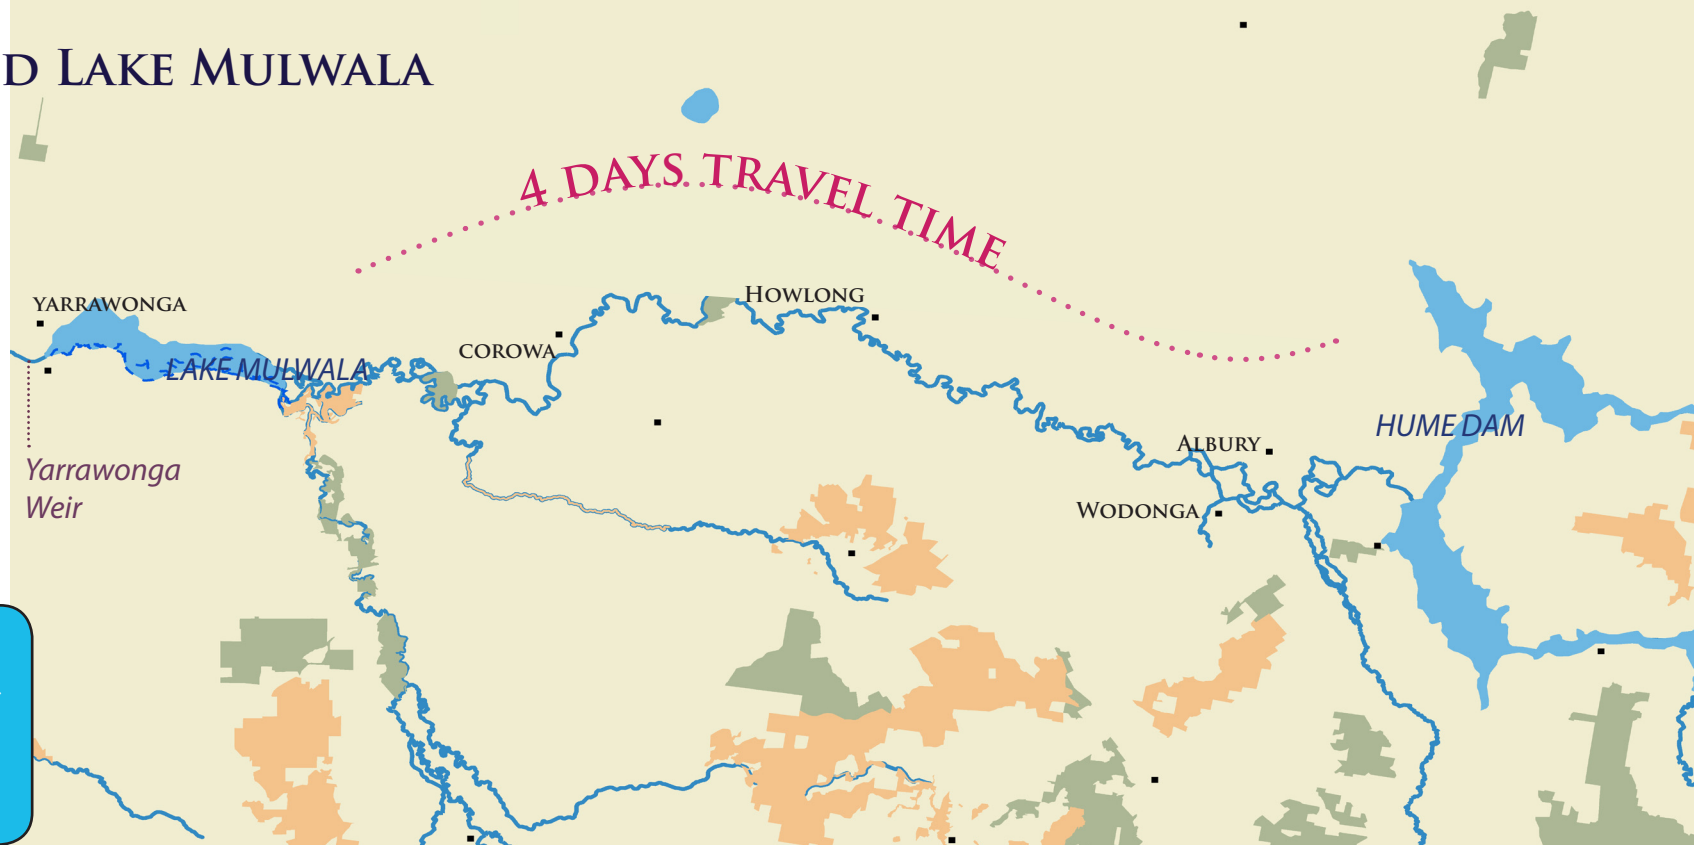 D LAKE MULWALA
4 DAYS TRAVEL TIME
YARRAWONGA
HOWLONG
COROWA
LAKE MULWALA
HUME DAM
ALBURY
Yarrawonga
Weir
WODONGA